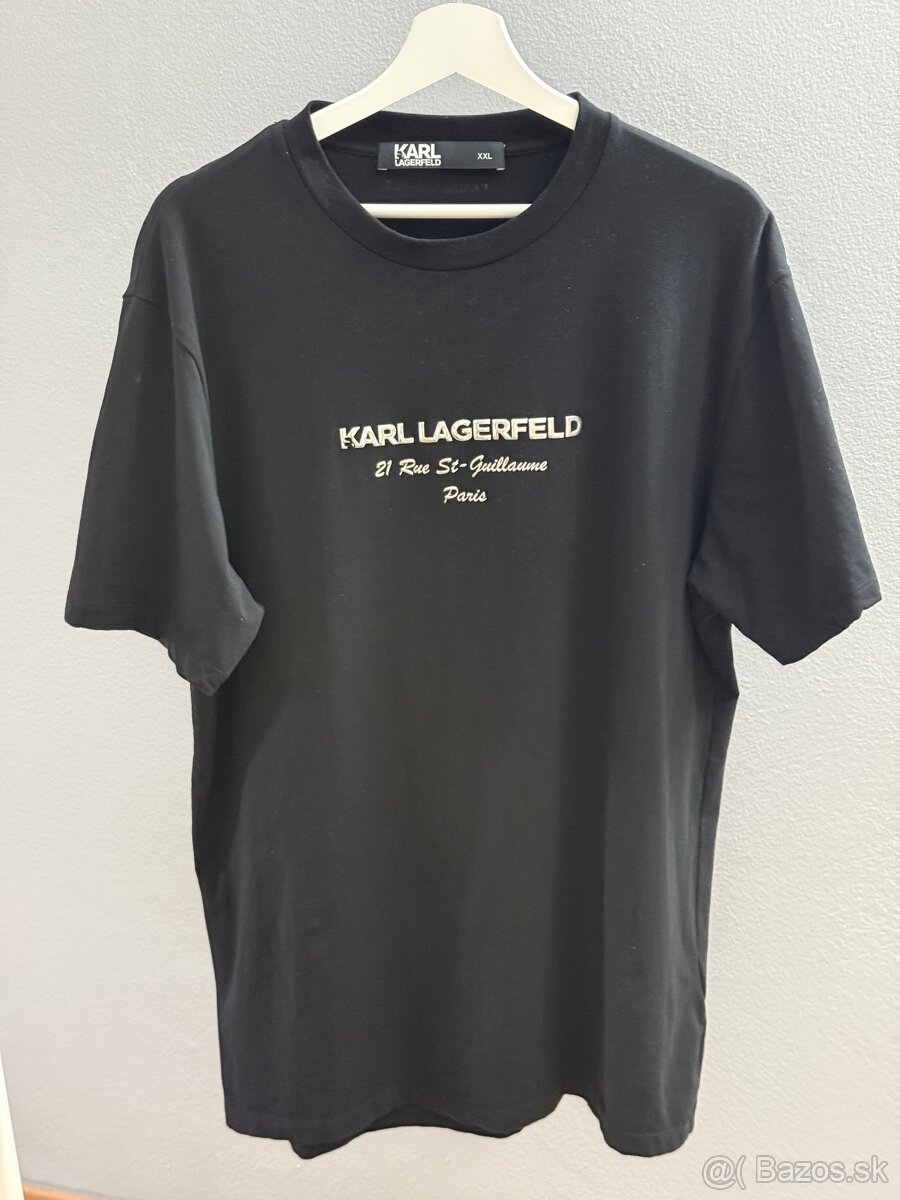 KARL
LAGERFELD
XXL
KARL LAGERFELD
21 Rue St-Guillaume
Paris
@( Bazos.sk